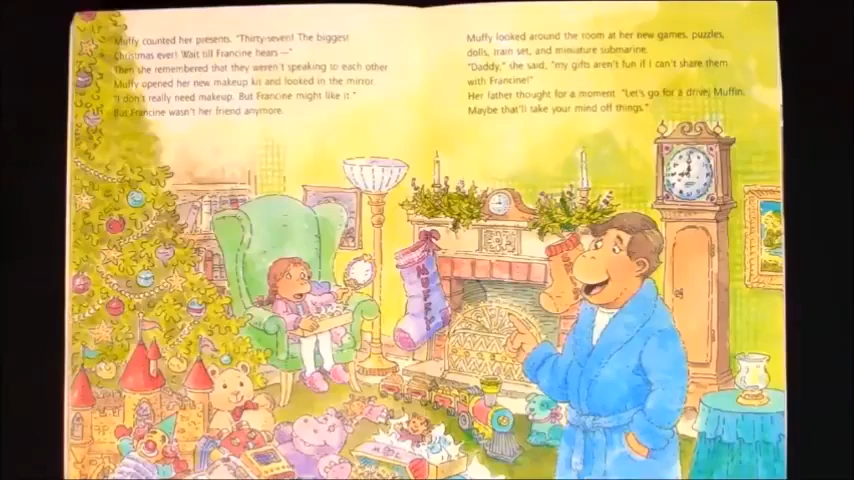 Muffy counted her presents. "Thirty-seven! The biggest
Christmas ever! Wait till Francine hears —"
Then she remembered that they weren't speaking to each other.
Muffy opened her new makeup kit and looked in the mirror.
"I don't really need makeup. But Francine might like it."
But Francine wasn't her friend anymore.
Muffy looked around the room at her new games, puzzles,
dolls, train set, and miniature submarine.
"Daddy," she said, "my gifts aren't fun if I can't share them
with Francine!"
Her father thought for a moment. "Let's go for a drive, Muffin.
Maybe that'll take your mind off things."
MUFFY